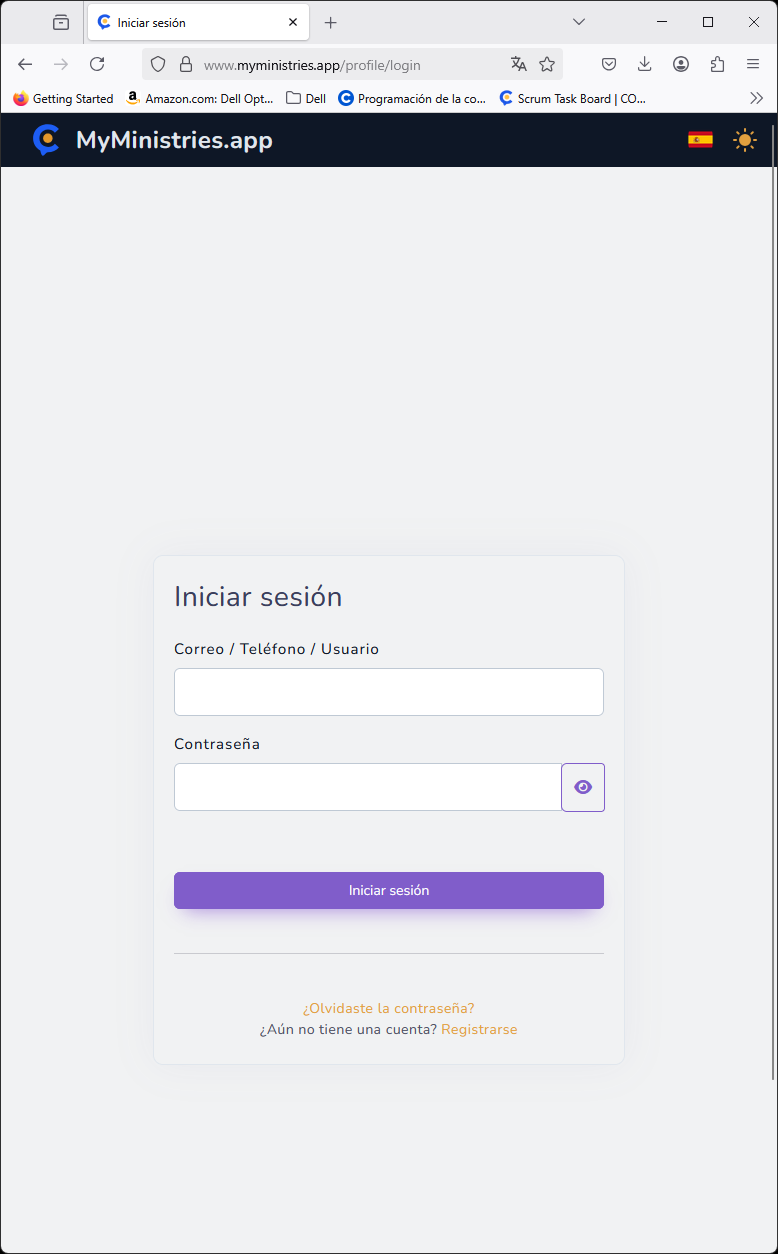 Iniciar sesión
www.myministries.app/profile/login
Getting Started
Amazon.com: Dell Opt...
Dell
Programación de la co...
Scrum Task Board | CO...
MyMinistries.app
Iniciar sesión
Correo / Teléfono / Usuario
Contraseña
Iniciar sesión
¿Olvidaste la contraseña?
¿Aún no tiene una cuenta? Registrarse